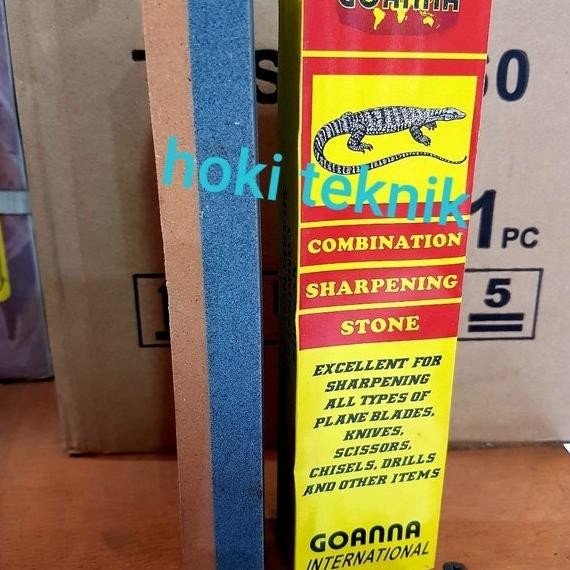 GOANNA
hoki teknik
COMBINATION
SHARPENING
STONE
EXCELLENT FOR
SHARPENING
ALL TYPES OF
PLANE BLADES,
KNIVES,
SCISSORS,
CHISELS, DRILLS
AND OTHER ITEMS
GOANNA
INTERNATIONAL
1 PC
5